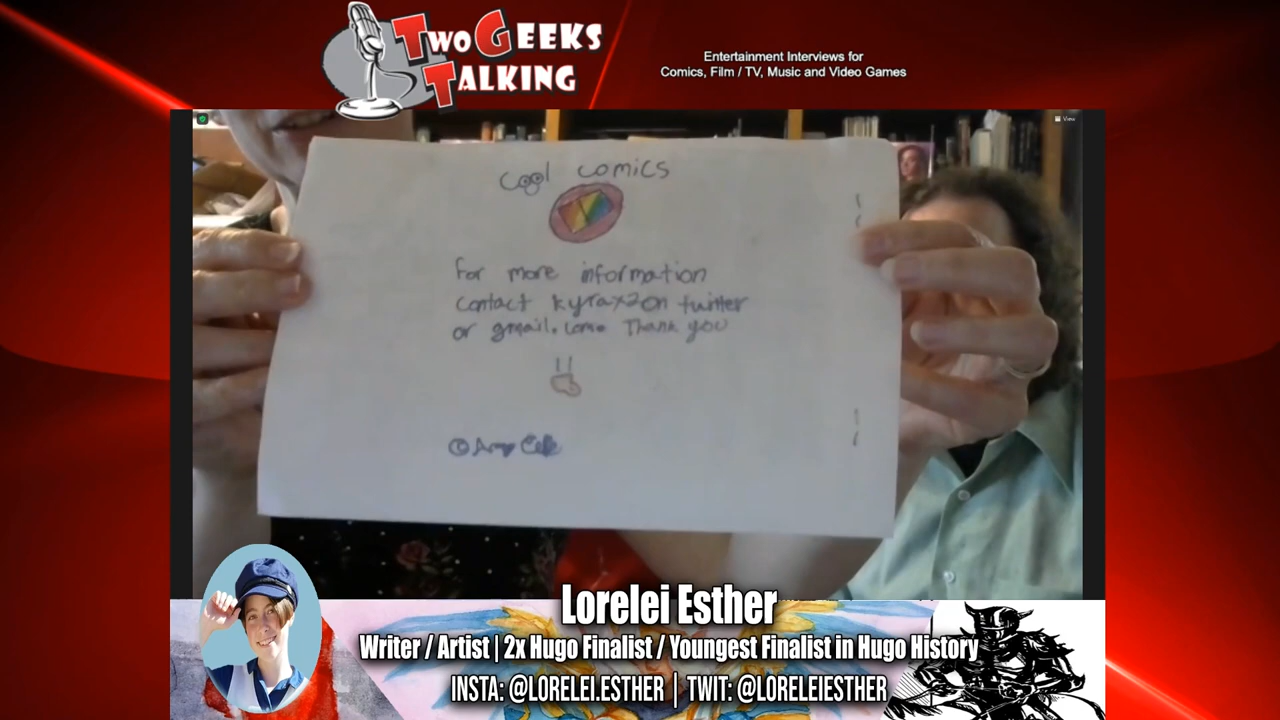 Two Geeks
Talking
Entertainment Interviews for
Comics, Film / TV, Music and Video Games
View
Cool comics
For more information
contact kyrax2 on twitter
or gmail.com. Thank you
©
Lorelei Esther
Writer / Artist | 2x Hugo Finalist / Youngest Finalist in Hugo History
INSTA: @LORELEI.ESTHER | TWIT: @LORELEIESTHER